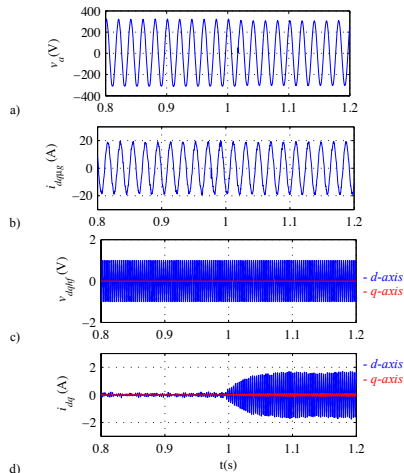 400
200
0
−200
−400
v_a (V)
0.8 0.9 1 1.1 1.2
a)
20
0
−20
i_dqμg (A)
0.8 0.9 1 1.1 1.2
b)
2
0
−2
v_dqhf (V)
- d-axis
- q-axis
0.8 0.9 1 1.1 1.2
c)
2
0
−2
i_dq (A)
- d-axis
- q-axis
0.8 0.9 1 1.1 1.2
t(s)
d)